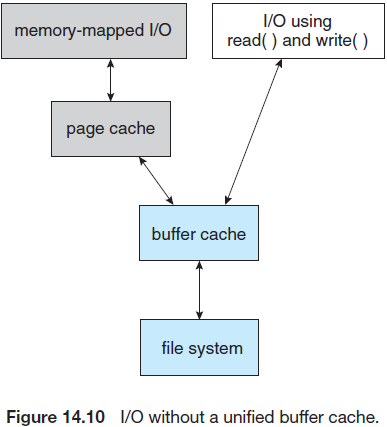 memory-mapped I/O
I/O using
read( ) and write( )
page cache
buffer cache
file system
Figure 14.10 I/O without a unified buffer cache.